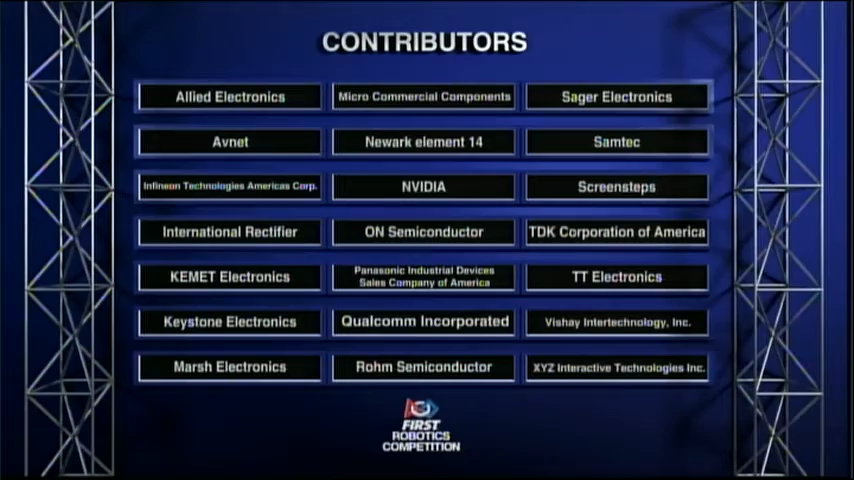 CONTRIBUTORS
Allied Electronics
Micro Commercial Components
Sager Electronics
Avnet
Newark element 14
Samtec
Infineon Technologies Americas Corp.
NVIDIA
Screensteps
International Rectifier
ON Semiconductor
TDK Corporation of America
KEMET Electronics
Panasonic Industrial Devices
Sales Company of America
TT Electronics
Keystone Electronics
Qualcomm Incorporated
Vishay Intertechnology, Inc.
Marsh Electronics
Rohm Semiconductor
XYZ Interactive Technologies Inc.
FIRST
ROBOTICS
COMPETITION